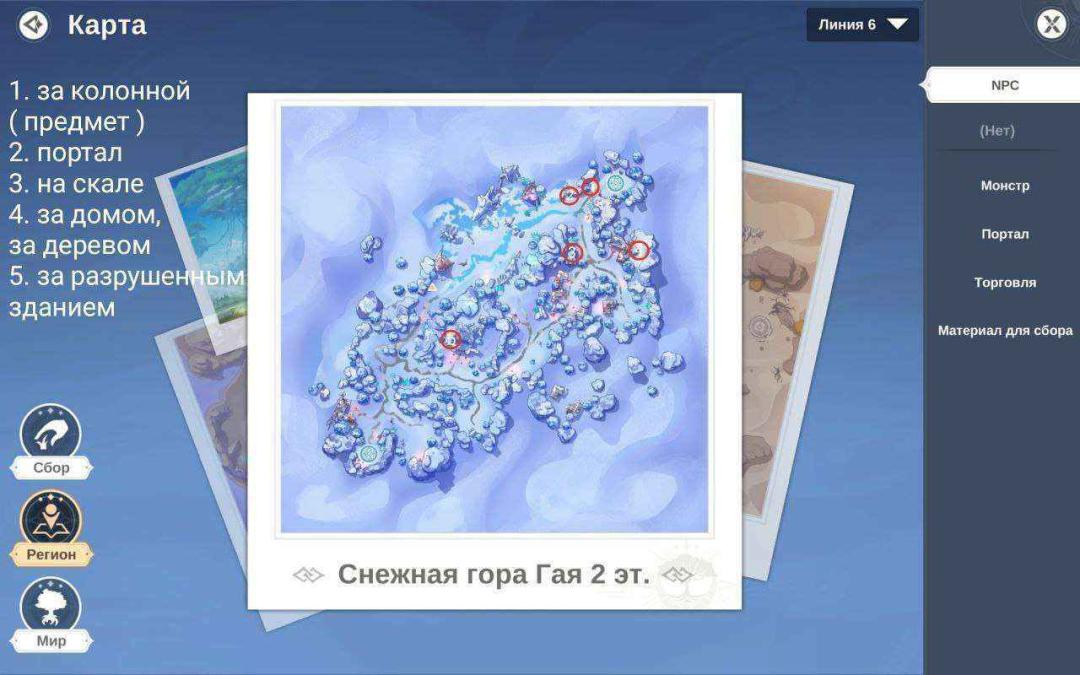 Карта
Линия 6
1. за колонной
( предмет )
2. портал
3. на скале
4. за домом,
за деревом
5. за разрушенным
зданием
Сбор
Регион
Мир
Снежная гора Гая 2 эт.
NPC
(Нет)
Монстр
Портал
Торговля
Материал для сбора